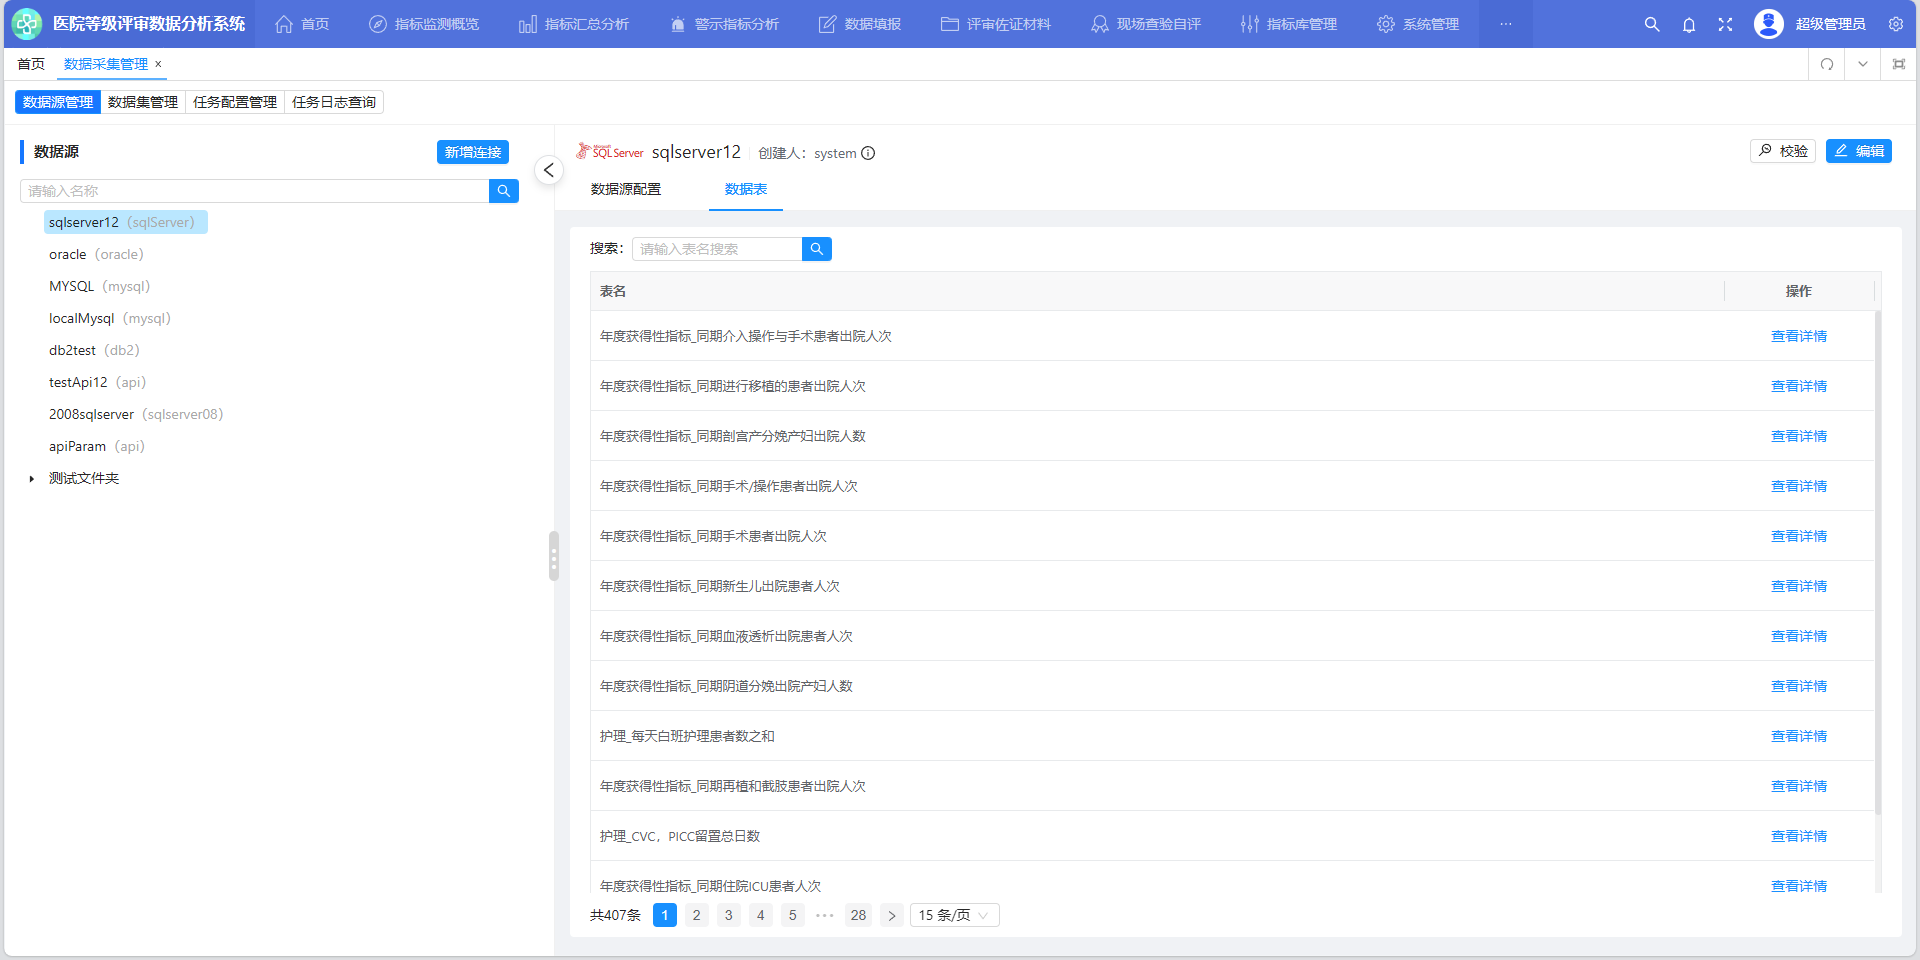 医院等级评审数据分析系统 首页 指标监测概览 指标汇总分析 警示指标分析 数据填报 评审佐证材料 现场查验自评 指标库管理 系统管理 ··· 超级管理员
首页 数据采集管理 ×
数据源管理 数据集管理 任务配置管理 任务日志查询
数据源 新增连接
请输入名称
sqlserver12 (sqlServer)
oracle (oracle)
MYSQL (mysql)
localMysql (mysql)
db2test (db2)
testApi12 (api)
2008sqlserver (sqlserver08)
apiParam (api)
测试文件夹
SQL Server sqlserver12 创建人：system 校验 编辑
数据源配置 数据表
搜索： 请输入表名搜索
表名 操作
年度获得性指标_同期介入操作与手术患者出院人次 查看详情
年度获得性指标_同期进行移植的患者出院人次 查看详情
年度获得性指标_同期剖宫产分娩产妇出院人数 查看详情
年度获得性指标_同期手术/操作患者出院人次 查看详情
年度获得性指标_同期手术患者出院人次 查看详情
年度获得性指标_同期新生儿出院患者人次 查看详情
年度获得性指标_同期血液透析出院患者人次 查看详情
年度获得性指标_同期阴道分娩出院产妇人数 查看详情
护理_每天白班护理患者数之和 查看详情
年度获得性指标_同期再植和截肢患者出院人次 查看详情
护理_CVC，PICC留置总日数 查看详情
年度获得性指标_同期住院ICU患者人次 查看详情
共407条 1 2 3 4 5 ••• 28 > 15 条/页